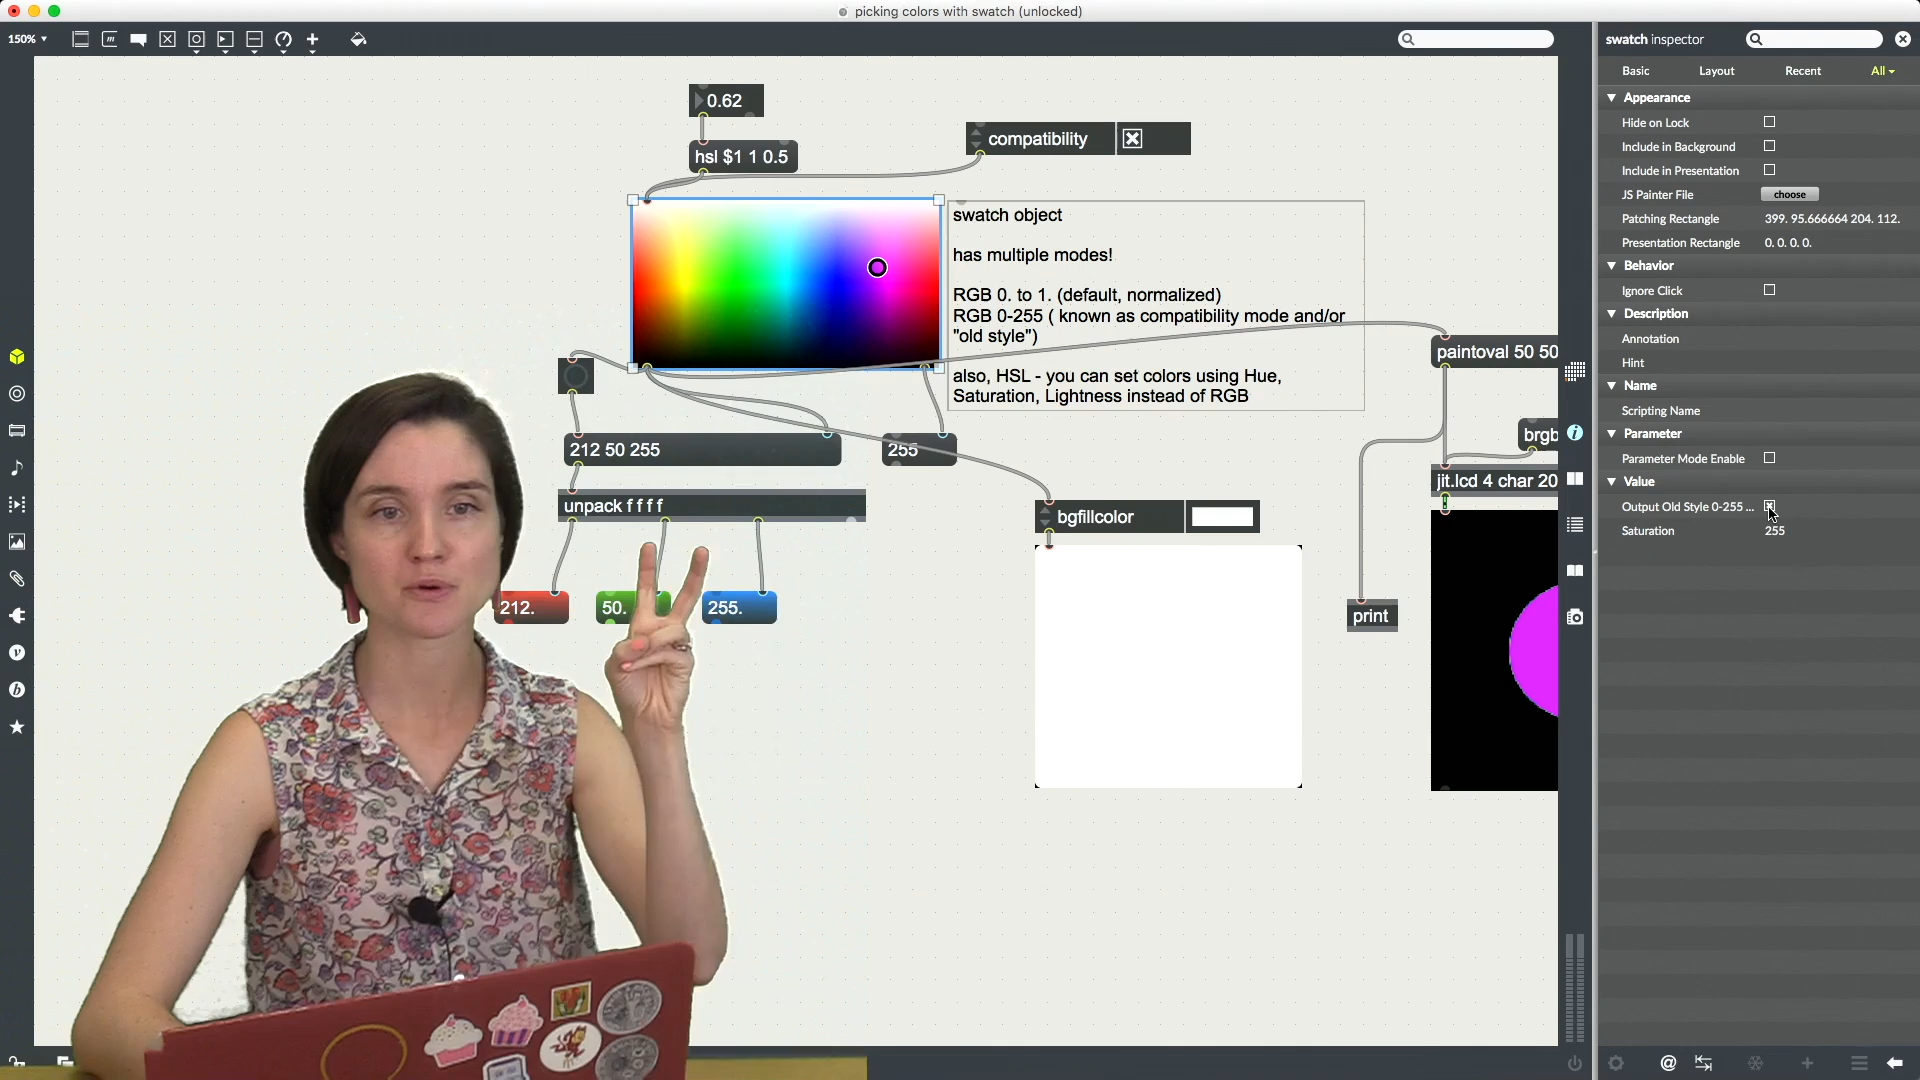 picking colors with swatch (unlocked)
150%
swatch inspector
Basic
Layout
Recent
All
0.62
hsl $1 1 0.5
compatibility
swatch object
has multiple modes!
RGB 0. to 1. (default, normalized)
RGB 0-255 ( known as compatibility mode and/or
"old style")
also, HSL - you can set colors using Hue,
Saturation, Lightness instead of RGB
paintoval 50 50
212 50 255
255
brgb
unpack f f f f
jit.lcd 4 char 20
bgfillcolor
212.
50.
255.
print
Appearance
Hide on Lock
Include in Background
Include in Presentation
JS Painter File
choose
Patching Rectangle
399. 95.666664 204. 112.
Presentation Rectangle
0. 0. 0. 0.
Behavior
Ignore Click
Description
Annotation
Hint
Name
Scripting Name
Parameter
Parameter Mode Enable
Value
Output Old Style 0-255 ...
Saturation
255